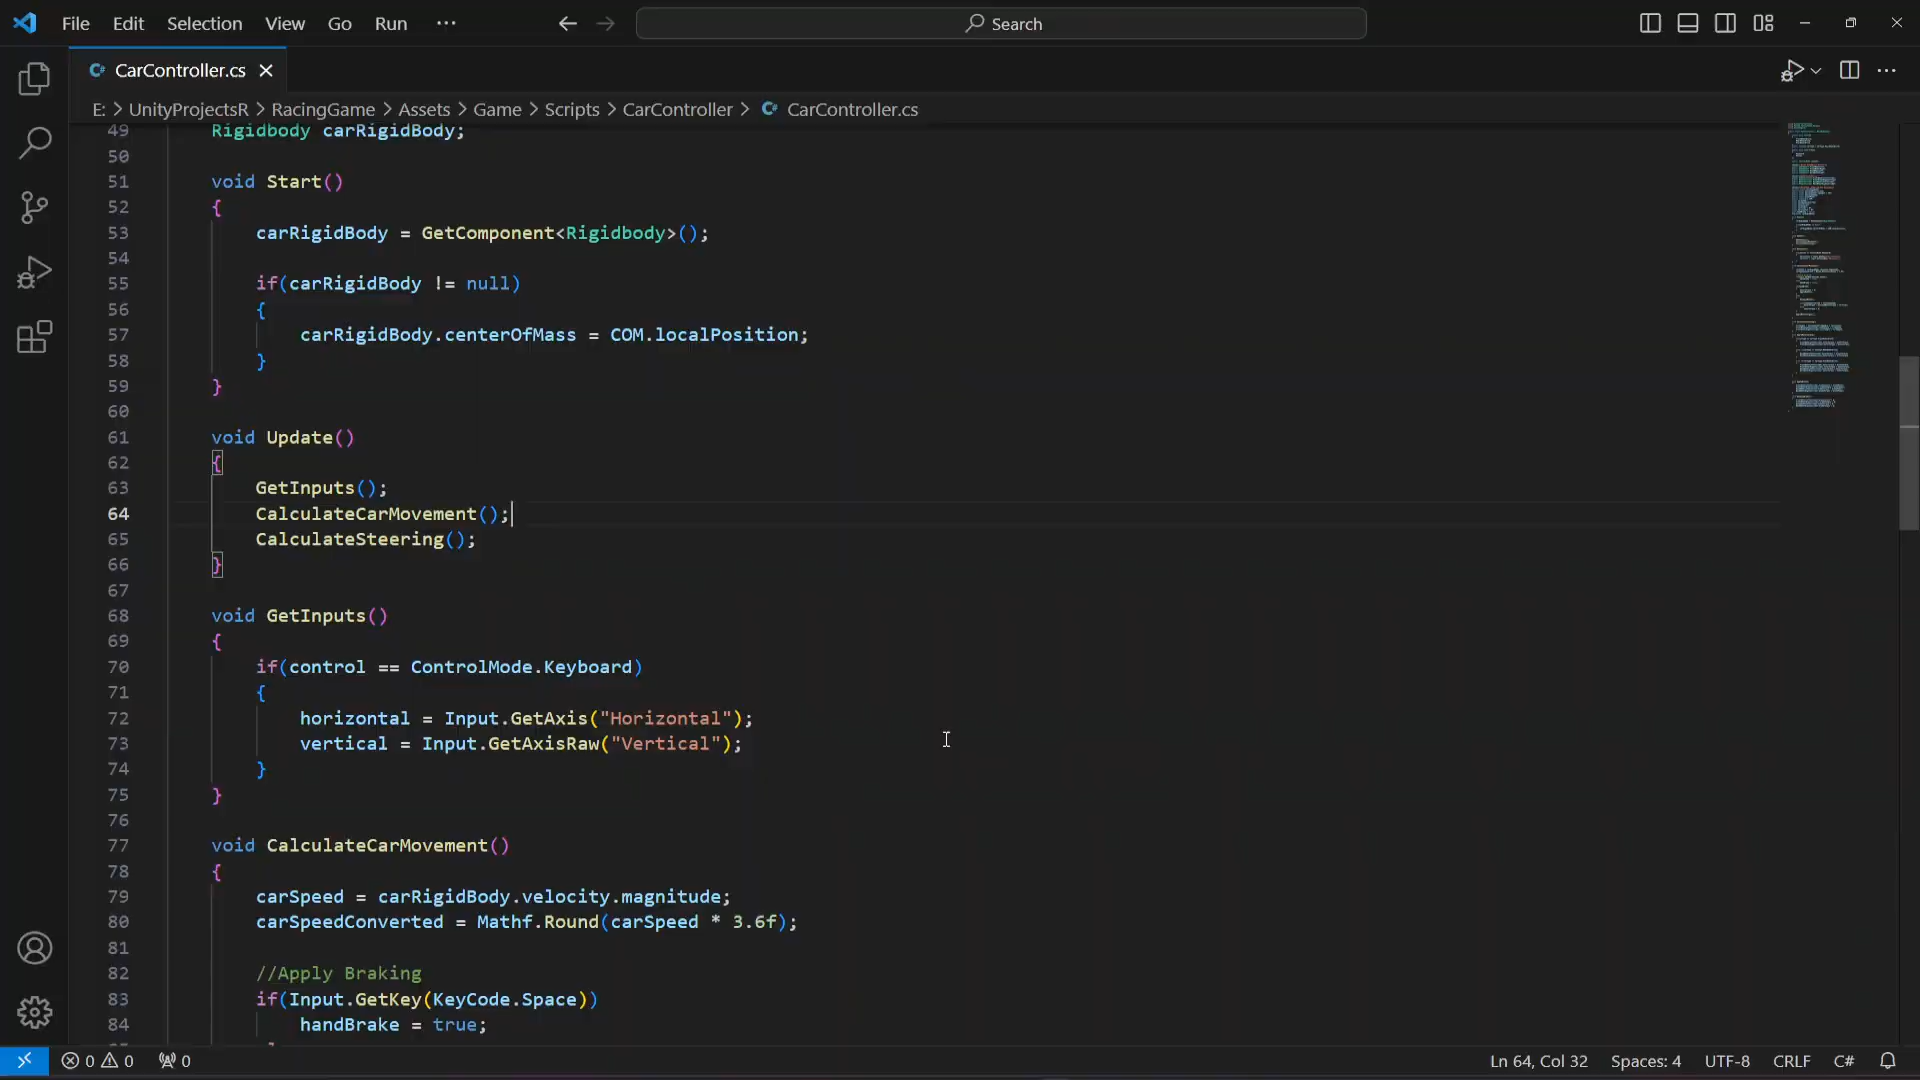 File Edit Selection View Go Run ···
Search
CarController.cs
E: > UnityProjectsR > RacingGame > Assets > Game > Scripts > CarController > CarController.cs
49 Rigidbody carRigidBody;
50
51 void Start()
52 {
53 carRigidBody = GetComponent<Rigidbody>();
54
55 if(carRigidBody != null)
56 {
57 carRigidBody.centerOfMass = COM.localPosition;
58 }
59 }
60
61 void Update()
62 {
63 GetInputs();
64 CalculateCarMovement();
65 CalculateSteering();
66 }
67
68 void GetInputs()
69 {
70 if(control == ControlMode.Keyboard)
71 {
72 horizontal = Input.GetAxis("Horizontal");
73 vertical = Input.GetAxisRaw("Vertical");
74 }
75 }
76
77 void CalculateCarMovement()
78 {
79 carSpeed = carRigidBody.velocity.magnitude;
80 carSpeedConverted = Mathf.Round(carSpeed * 3.6f);
81
82 //Apply Braking
83 if(Input.GetKey(KeyCode.Space))
84 handBrake = true;
0 0 0 Ln 64, Col 32 Spaces: 4 UTF-8 CRLF C#